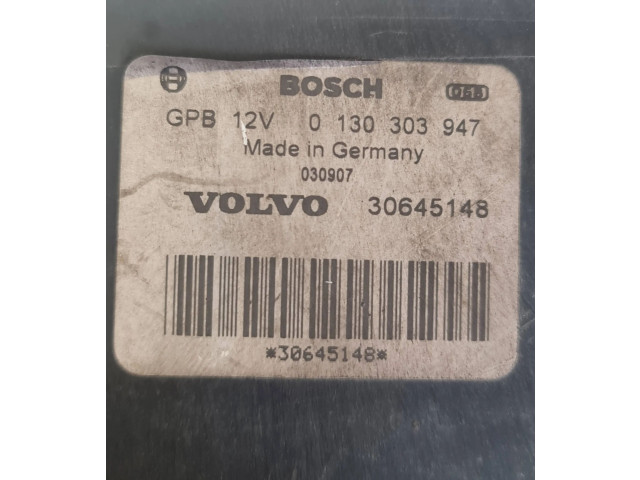 BOSCH
GPB 12V 0 130 303 947
Made in Germany
030907
VOLVO 30645148
*30645148*